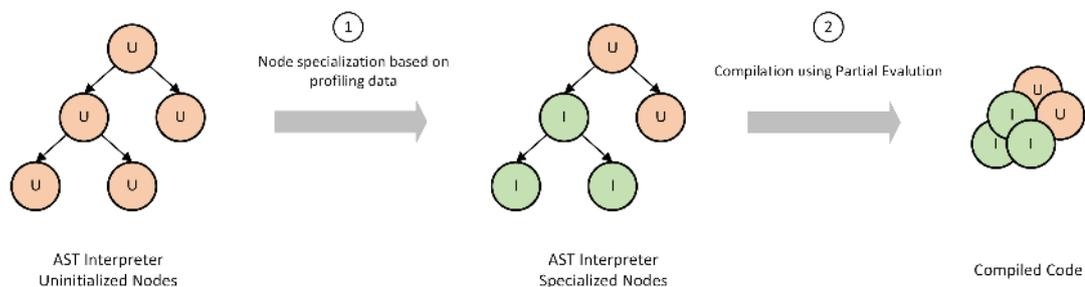 1
Node specialization based on
profiling data
2
Compilation using Partial Evalution
U
U
U
U
U
U
I
U
I
I
U
I
U
I
I
AST Interpreter
Uninitialized Nodes
AST Interpreter
Specialized Nodes
Compiled Code